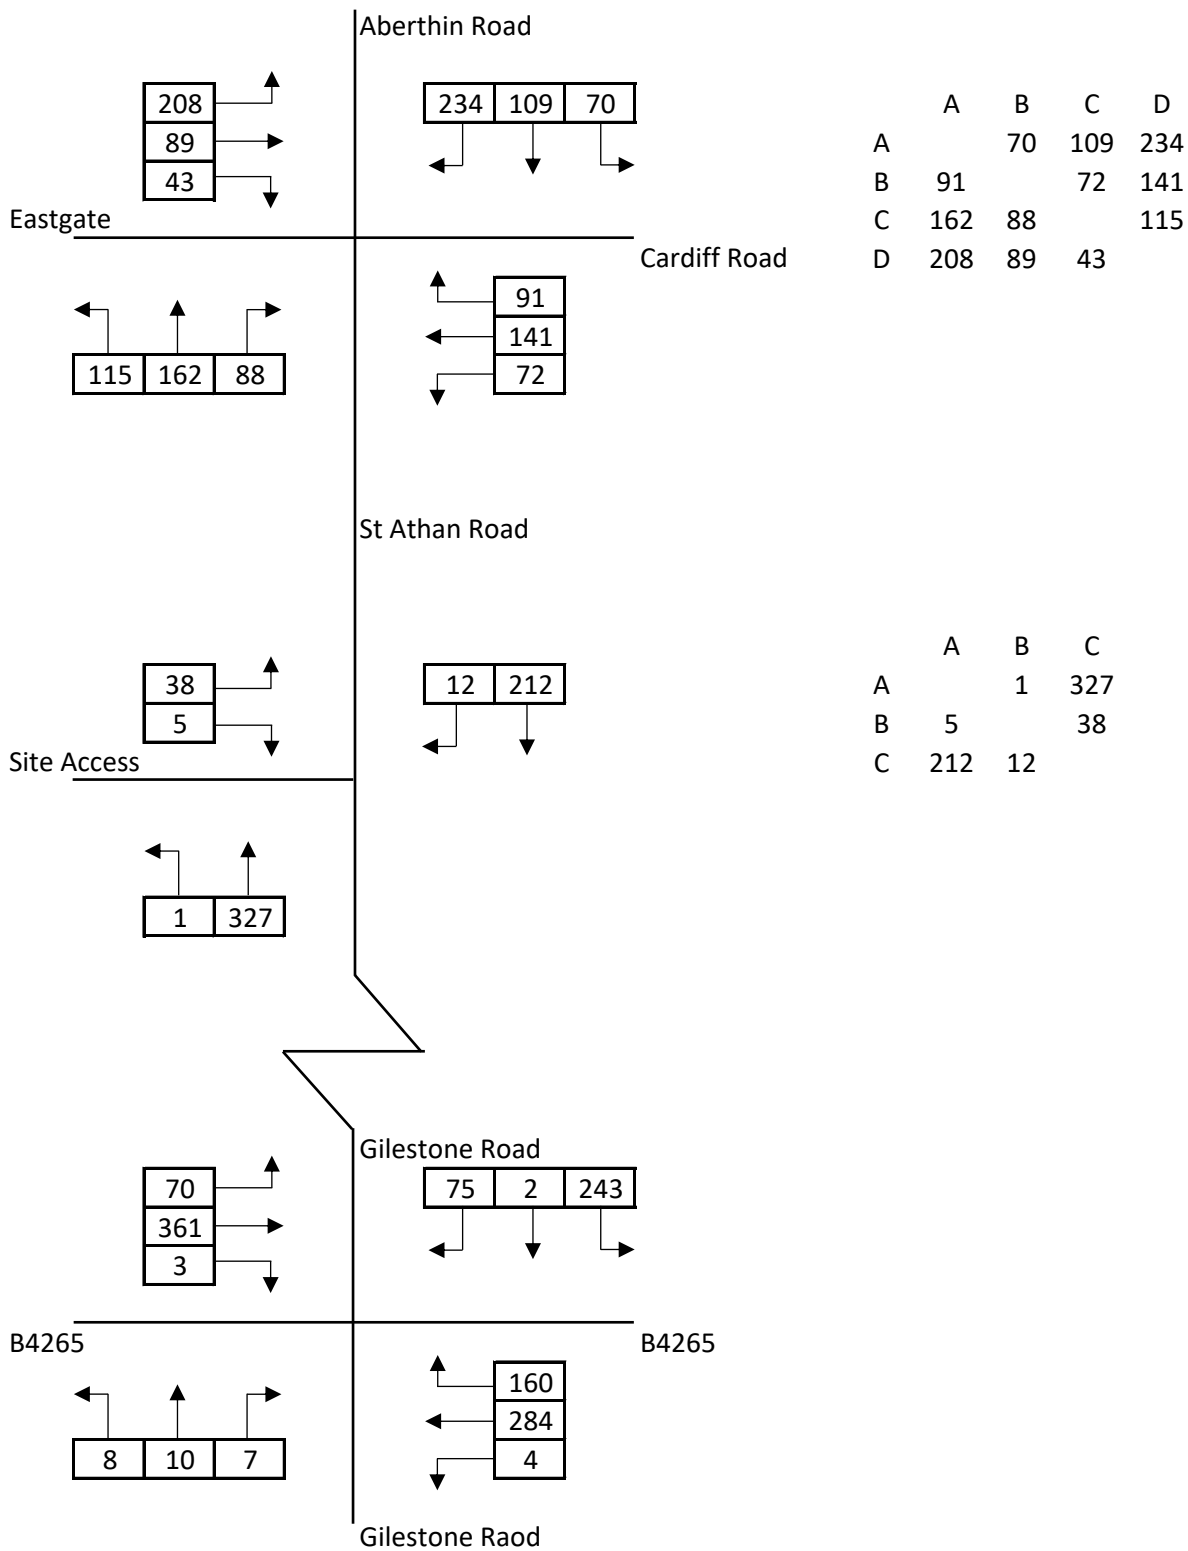 Aberthin Road
208
234 109 70
A B C D
89
A 70 109 234
43
B 91 72 141
Eastgate
C 162 88 115
Cardiff Road
D 208 89 43
91
141
115 162 88
72
St Athan Road
A B C
38
12 212
A 1 327
5
B 5 38
Site Access
C 212 12
1 327
Gilestone Road
70
75 2 243
361
3
B4265
B4265
160
284
8 10 7
4
Gilestone Raod